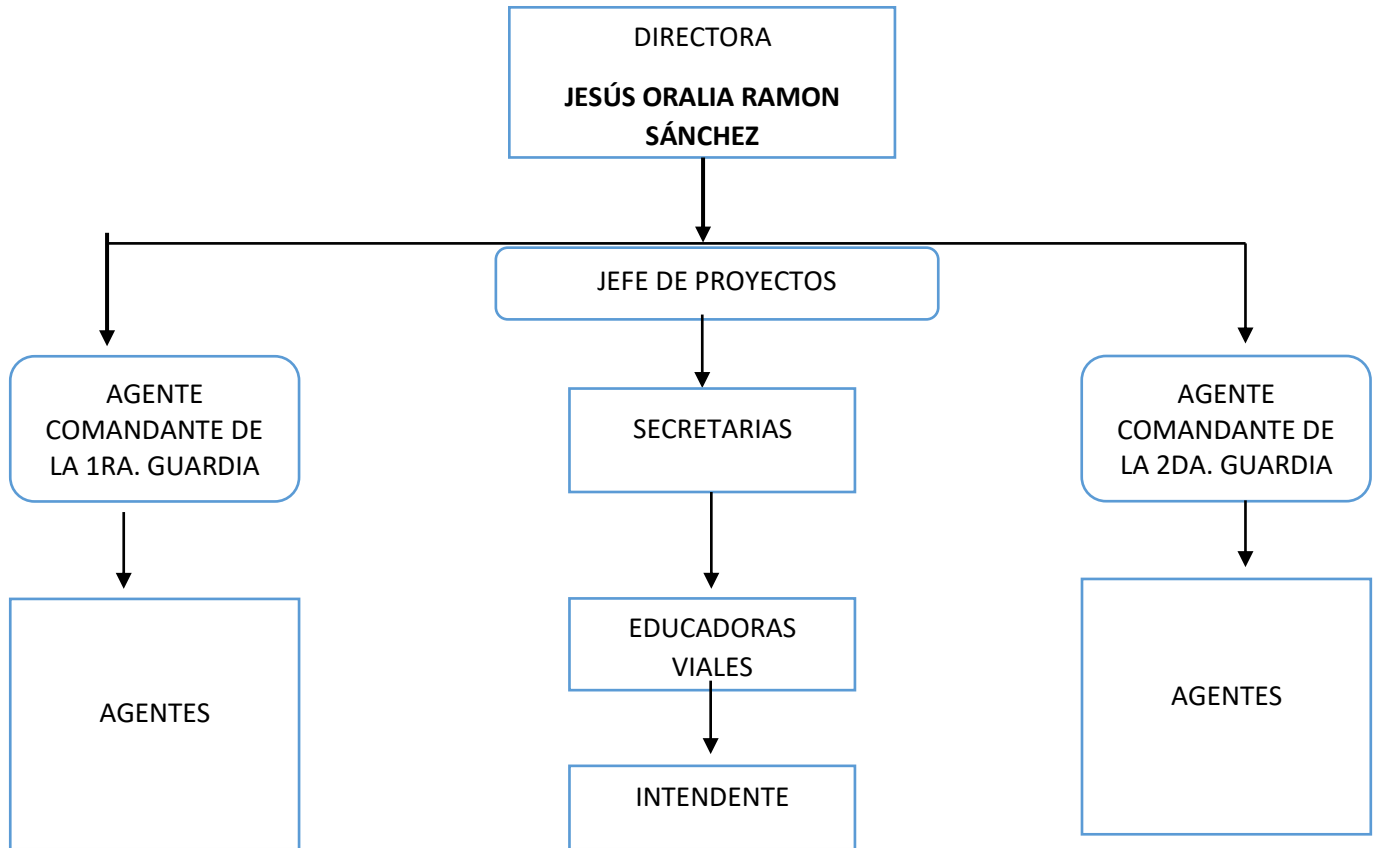 DIRECTORA
JESÚS ORALIA RAMON
SÁNCHEZ
JEFE DE PROYECTOS
AGENTE
COMANDANTE DE
LA 1RA. GUARDIA
SECRETARIAS
AGENTE
COMANDANTE DE
LA 2DA. GUARDIA
EDUCADORAS
VIALES
AGENTES
AGENTES
INTENDENTE